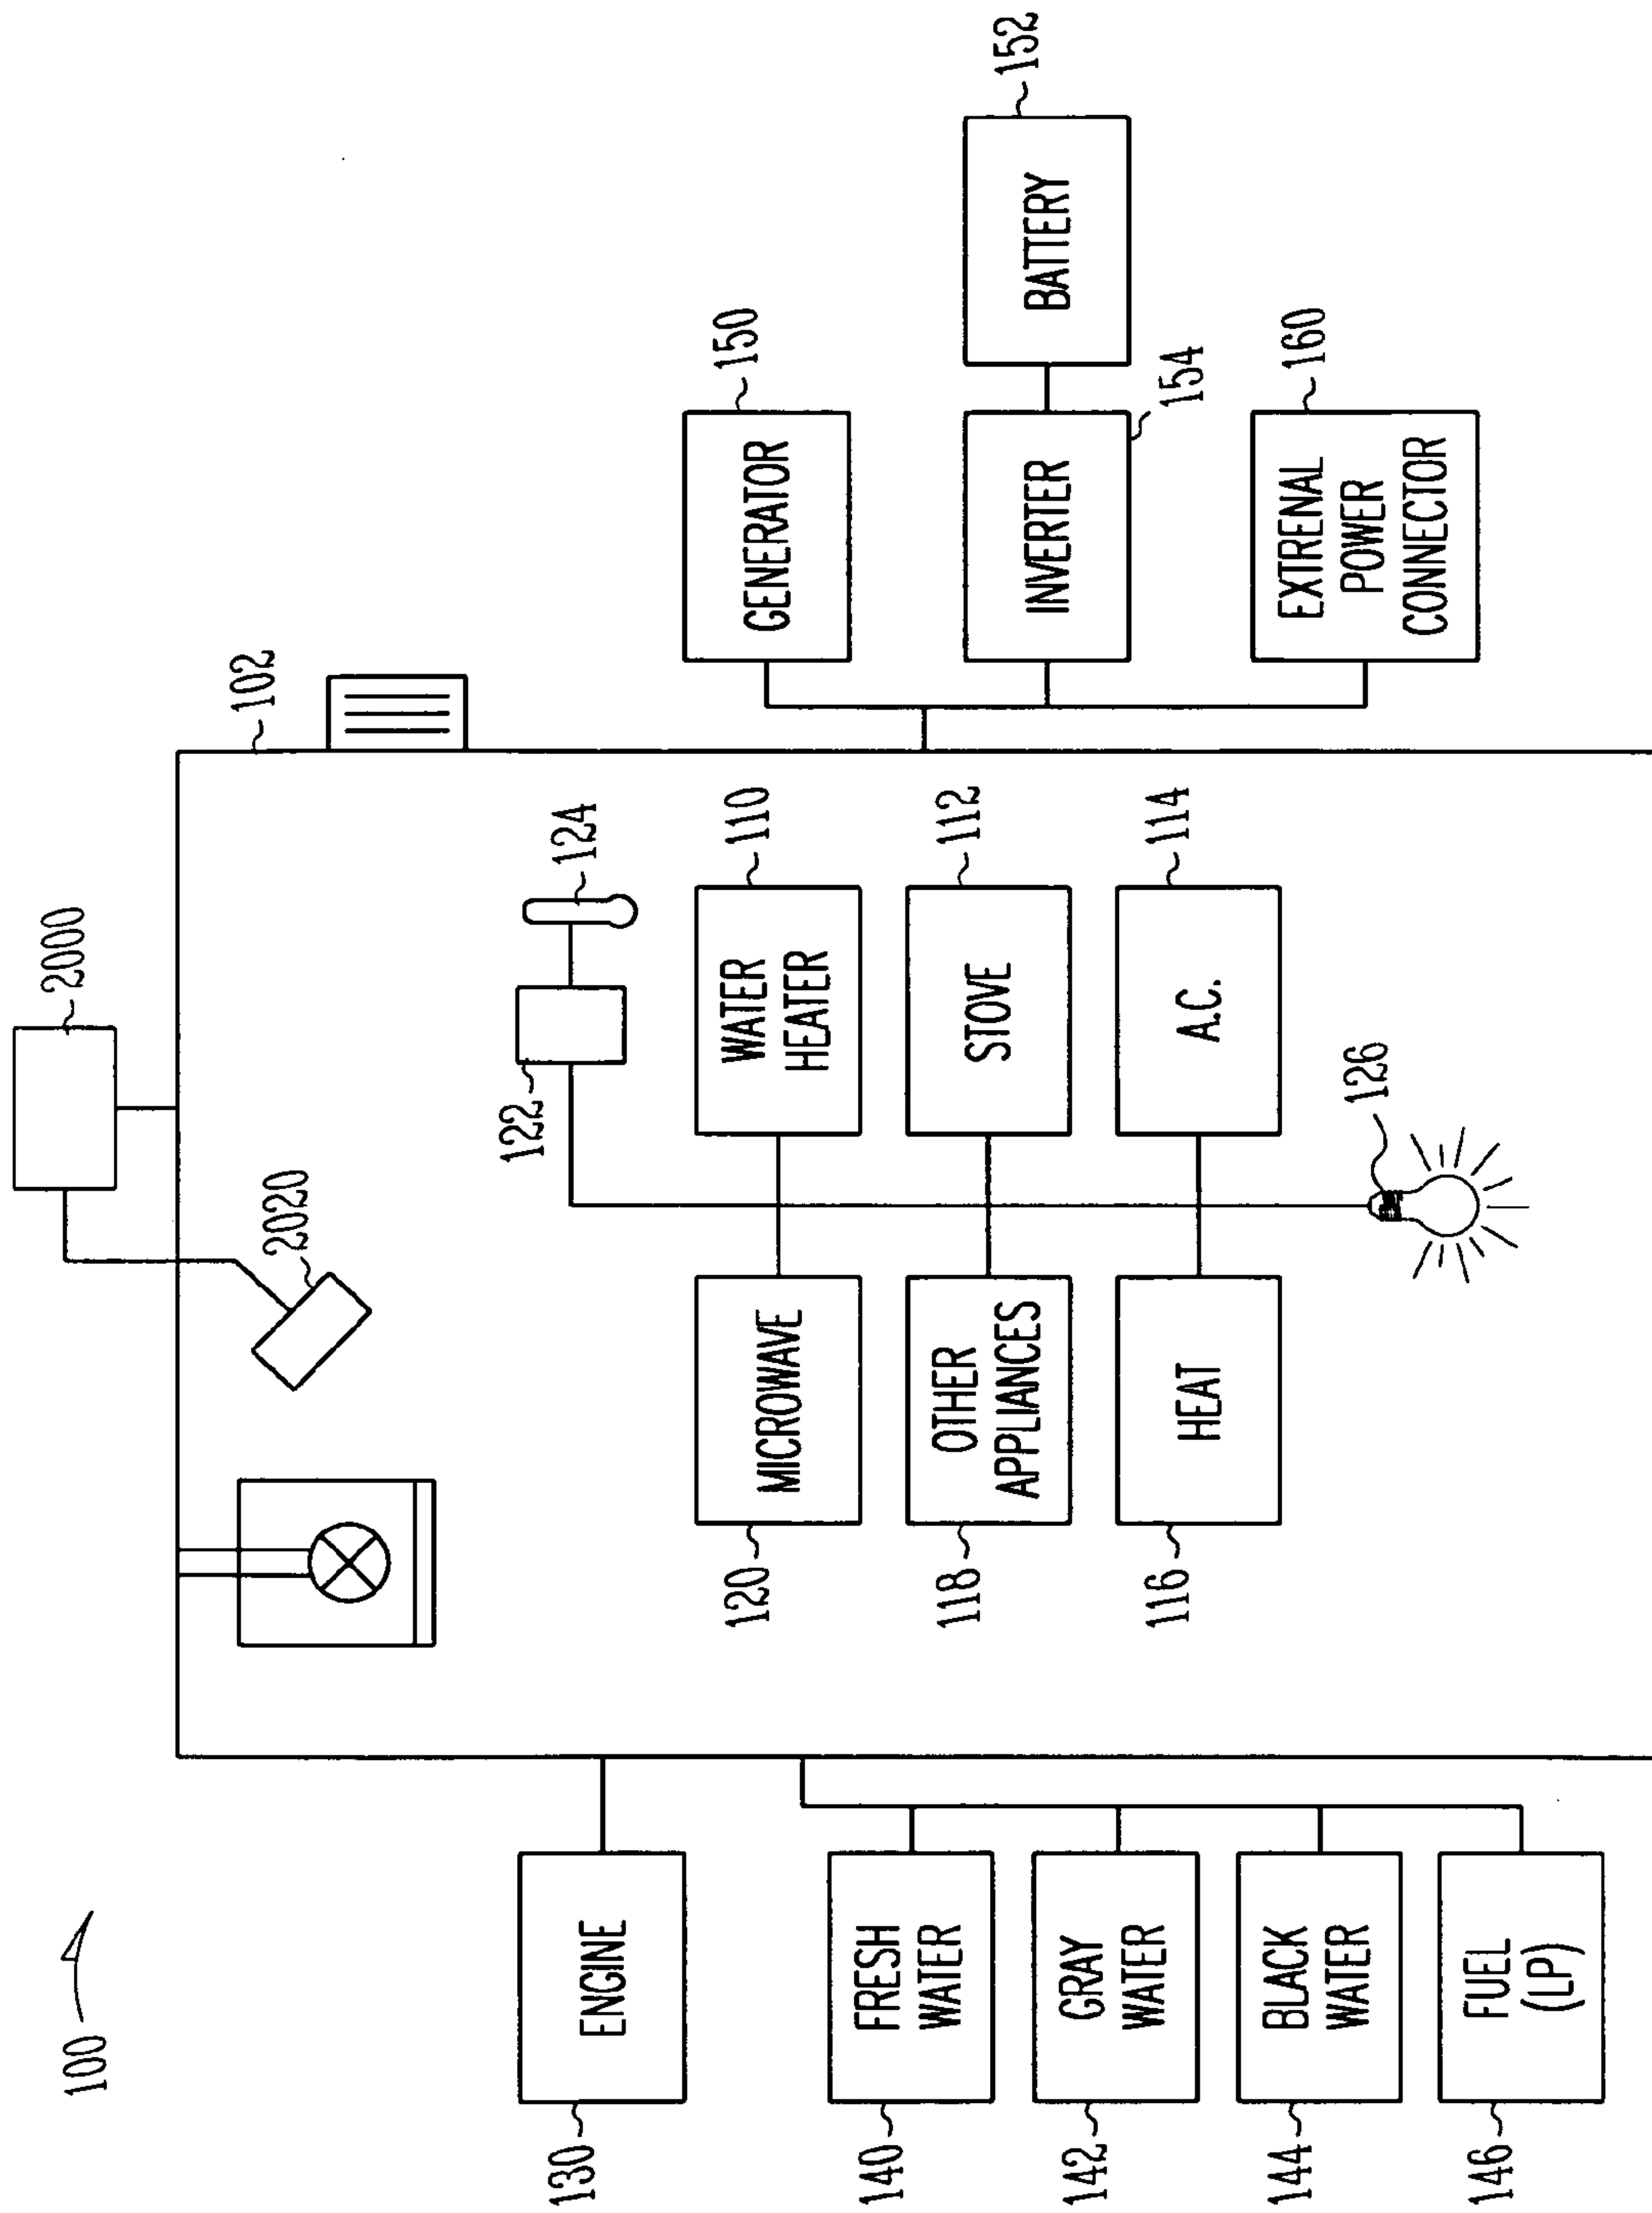 100
2000
102
2020
130
ENGINE
122
124
120
MICROWAVE
WATER
HEATER
110
GENERATOR
150
140
FRESH
WATER
118
OTHER
APPLIANCES
STOVE
112
INVERTER
154
BATTERY
152
142
GRAY
WATER
116
HEAT
A.C.
114
144
BLACK
WATER
126
EXTRENAL
POWER
CONNECTOR
160
146
FUEL
(LP)